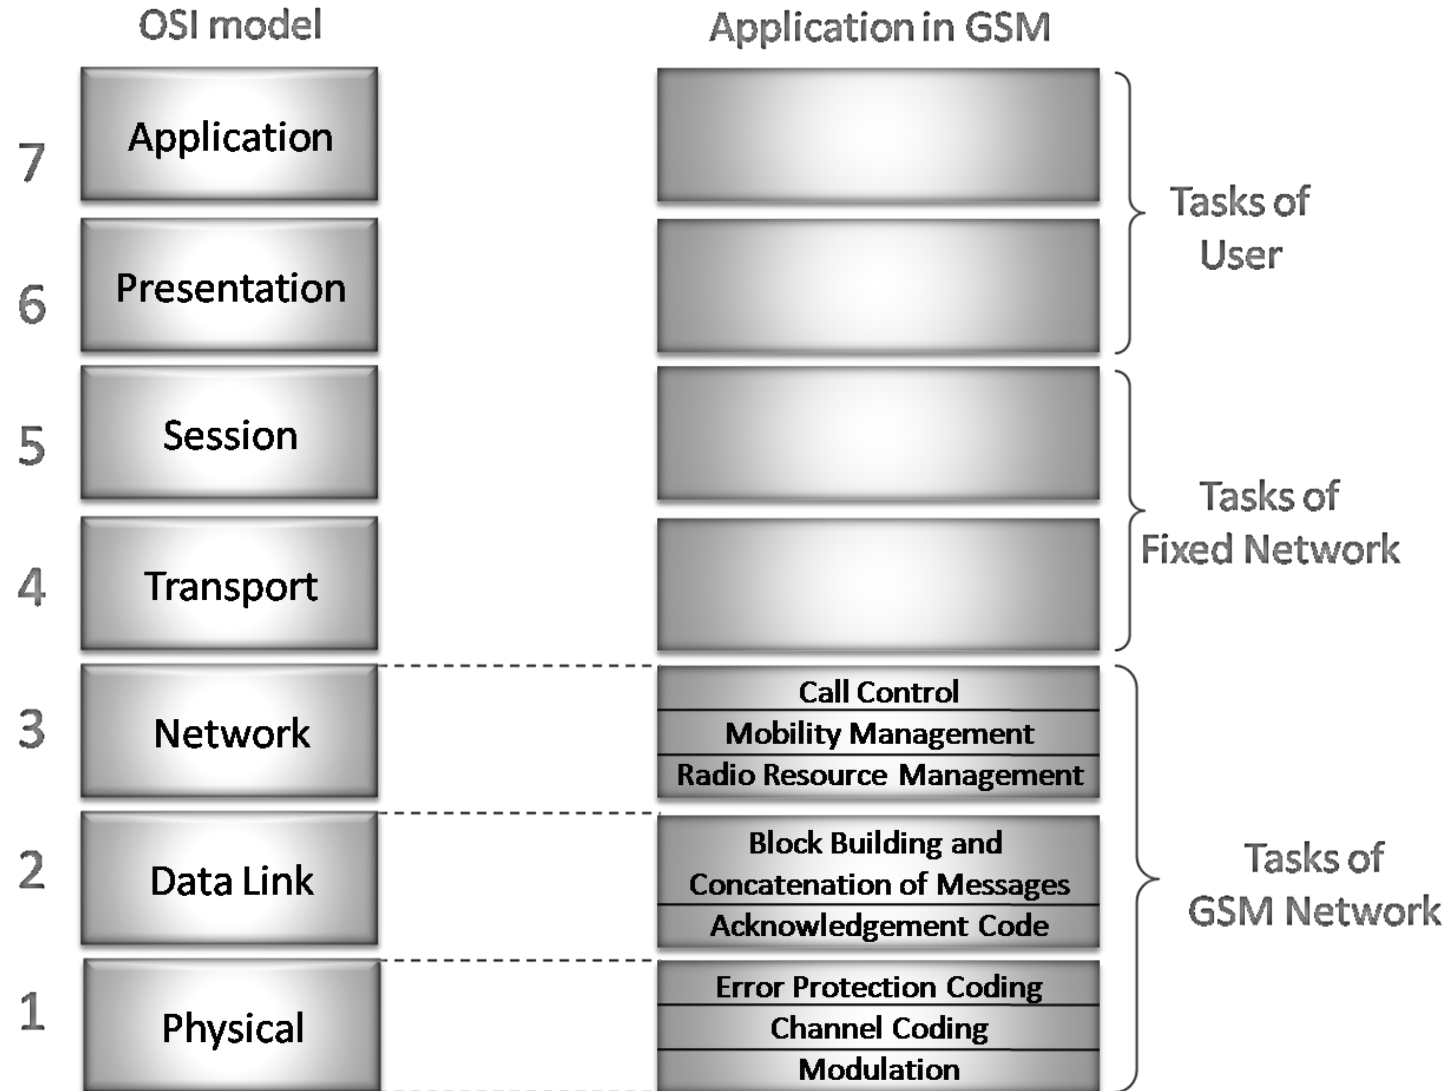 OSI model
Application in GSM
7
Application
Tasks of
User
6
Presentation
5
Session
Tasks of
Fixed Network
4
Transport
3
Network
Call Control
Mobility Management
Radio Resource Management
2
Data Link
Block Building and
Concatenation of Messages
Acknowledgement Code
Tasks of
GSM Network
1
Physical
Error Protection Coding
Channel Coding
Modulation